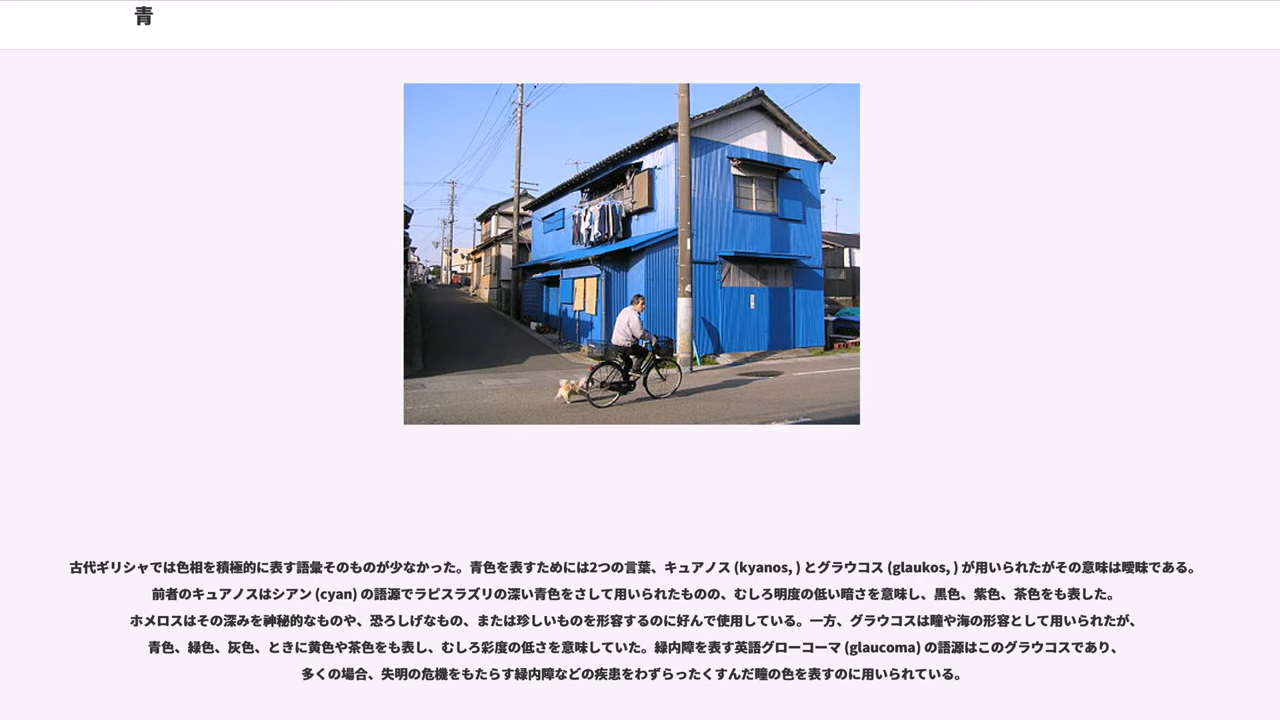 青
古代ギリシャでは色相を積極的に表す語彙そのものが少なかった。青色を表すためには2つの言葉、キュアノス (kyanos, ) とグラウコス (glaukos, ) が用いられたがその意味は曖昧である。
前者のキュアノスはシアン (cyan) の語源でラピスラズリの深い青色をさして用いられたものの、むしろ明度の低い暗さを意味し、黒色、紫色、茶色をも表した。
ホメロスはその深みを神秘的なものや、恐ろしげなもの、または珍しいものを形容するのに好んで使用している。一方、グラウコスは瞳や海の形容として用いられたが、
青色、緑色、灰色、ときに黄色や茶色をも表し、むしろ彩度の低さを意味していた。緑内障を表す英語グローコーマ (glaucoma) の語源はこのグラウコスであり、
多くの場合、失明の危機をもたらす緑内障などの疾患をわずらったくすんだ瞳の色を表すのに用いられている。